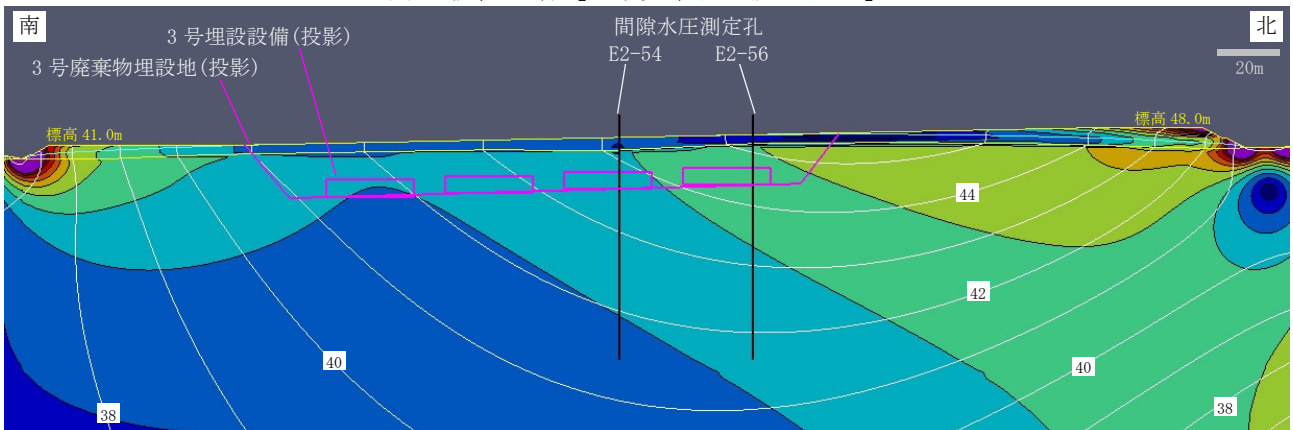 南
3 号埋設設備(投影)
3 号廃棄物埋設地(投影)
間隙水圧測定孔
E2-54
E2-56
北
20m
標高 41.0m
標高 48.0m
44
42
40
40
38
38